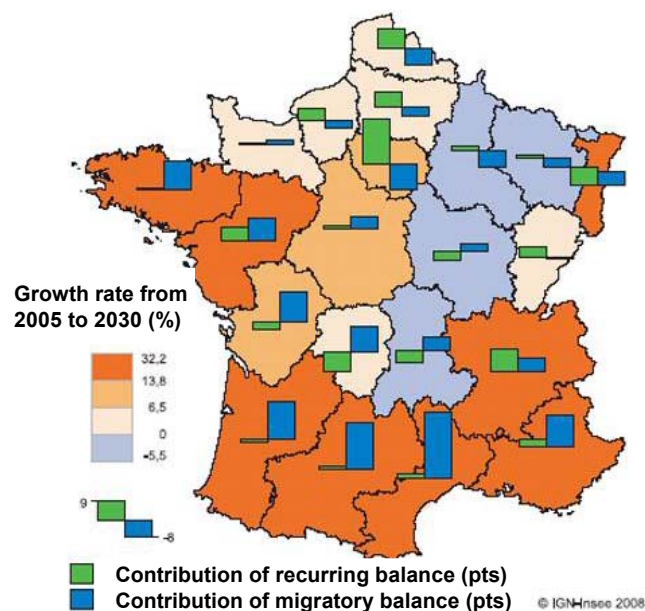 Growth rate from
2005 to 2030 (%)
32,2
13,8
6,5
0
-5,5
9
-8
Contribution of recurring balance (pts)
Contribution of migratory balance (pts)
© IGN-Insee 2008